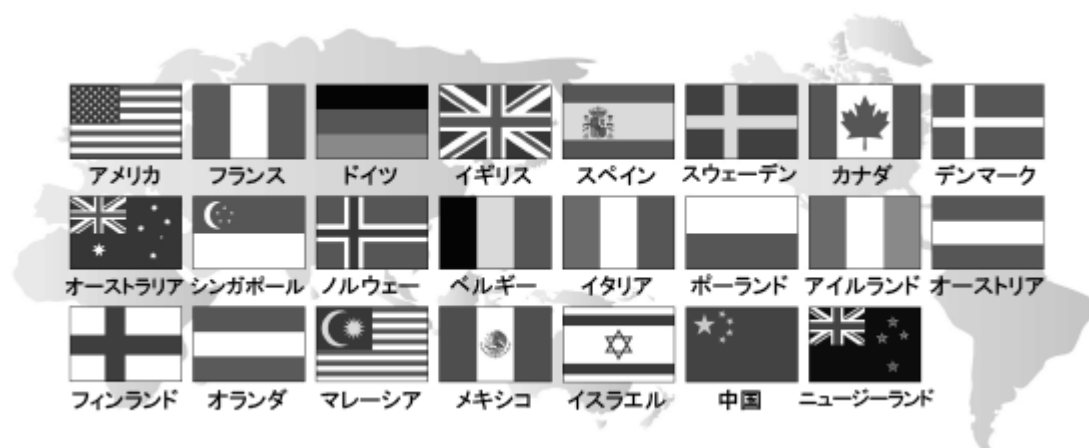 アメリカ フランス ドイツ イギリス スペイン スウェーデン カナダ デンマーク
オーストラリア シンガポール ノルウェー ベルギー イタリア ポーランド アイルランド オーストリア
フィンランド オランダ マレーシア メキシコ イスラエル 中国 ニュージーランド